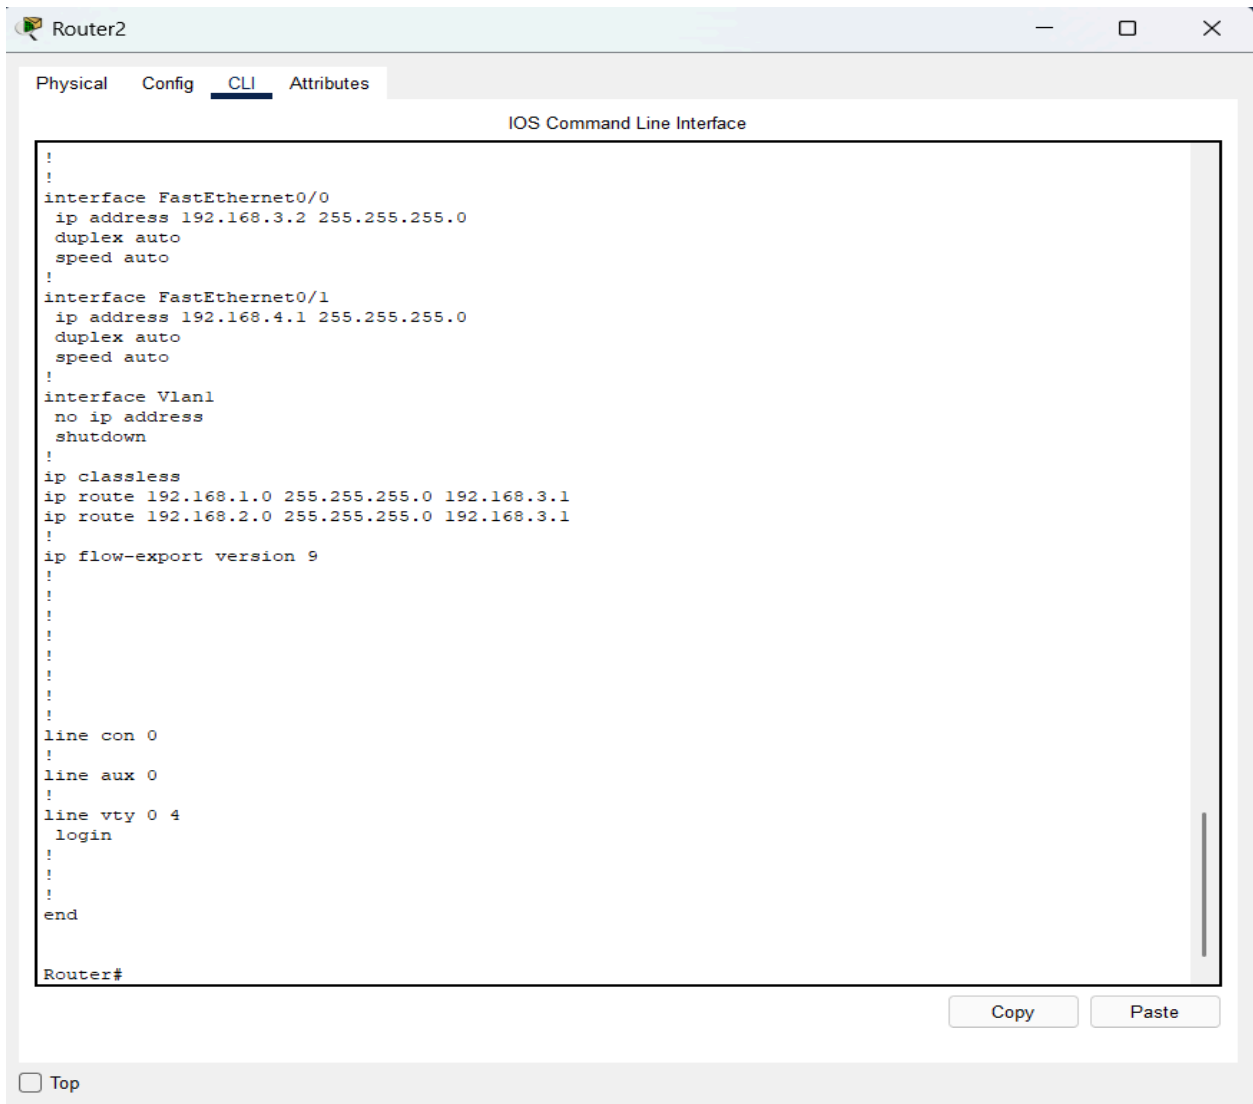 Router2
Physical Config CLI Attributes
IOS Command Line Interface
!
!
interface FastEthernet0/0
 ip address 192.168.3.2 255.255.255.0
 duplex auto
 speed auto
!
interface FastEthernet0/1
 ip address 192.168.4.1 255.255.255.0
 duplex auto
 speed auto
!
interface Vlan1
 no ip address
 shutdown
!
ip classless
ip route 192.168.1.0 255.255.255.0 192.168.3.1
ip route 192.168.2.0 255.255.255.0 192.168.3.1
!
ip flow-export version 9
!
!
!
!
!
!
!
!
line con 0
!
line aux 0
!
line vty 0 4
 login
!
!
!
end
Router#
Copy Paste
Top